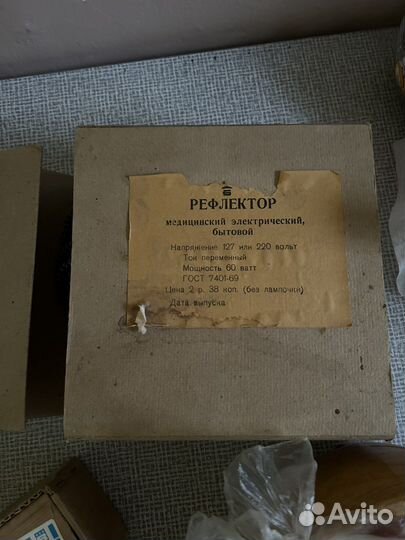 РЕФЛЕКТОР
медицинский электрический,
бытовой
Напряжение 127 или 220 вольт
Ток переменный
Мощность 60 ватт
ГОСТ 7401-69
Цена 2 р. 38 коп. (без лампочки)
Дата выпуска
Avito